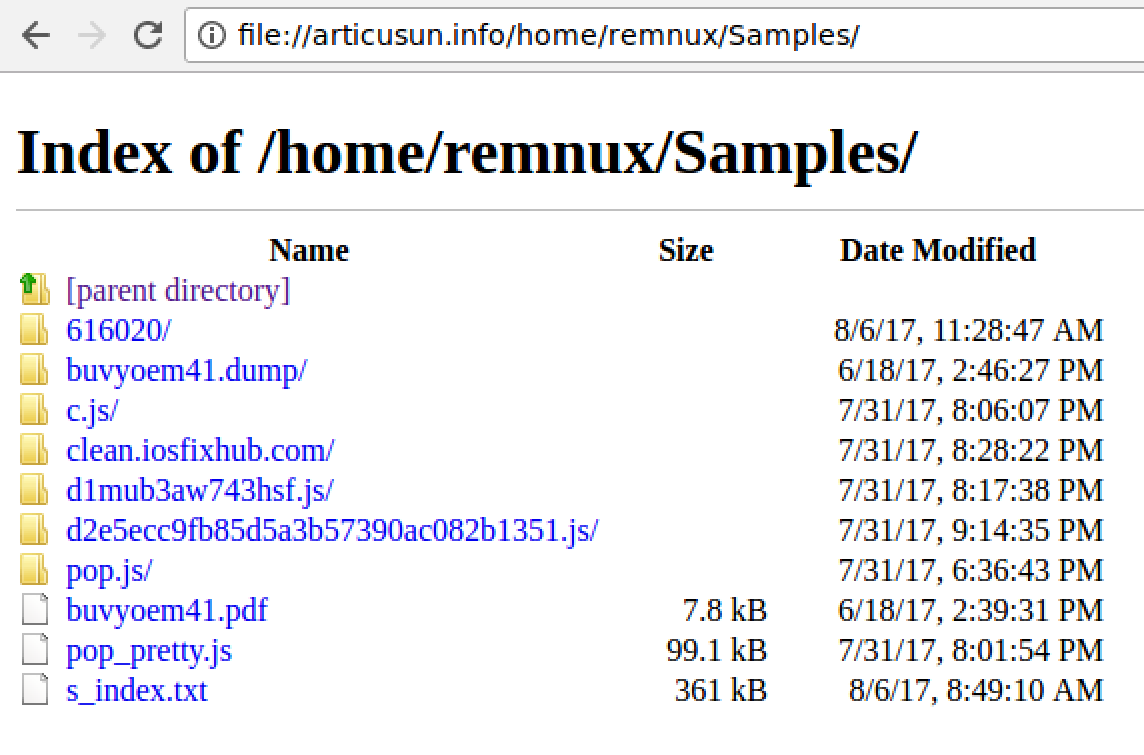 file://articusun.info/home/remnux/Samples/
Index of /home/remnux/Samples/
Name Size Date Modified
[parent directory]
616020/ 8/6/17, 11:28:47 AM
buvyoem41.dump/ 6/18/17, 2:46:27 PM
c.js/ 7/31/17, 8:06:07 PM
clean.iosfixhub.com/ 7/31/17, 8:28:22 PM
d1mub3aw743hsf.js/ 7/31/17, 8:17:38 PM
d2e5ecc9fb85d5a3b57390ac082b1351.js/ 7/31/17, 9:14:35 PM
pop.js/ 7/31/17, 6:36:43 PM
buvyoem41.pdf 7.8 kB 6/18/17, 2:39:31 PM
pop_pretty.js 99.1 kB 7/31/17, 8:01:54 PM
s_index.txt 361 kB 8/6/17, 8:49:10 AM